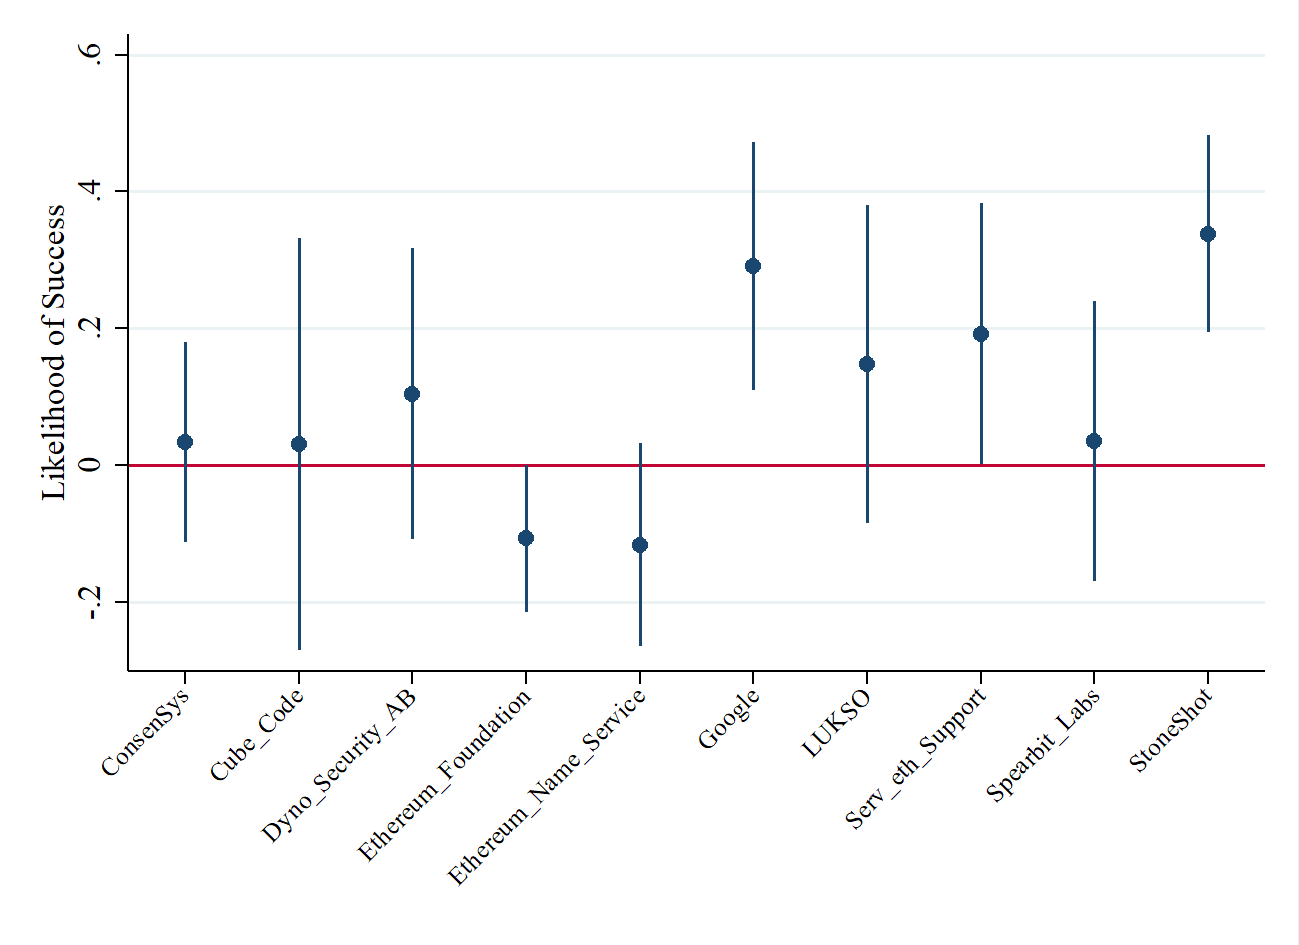 Likelihood of Success
.6
.4
.2
0
-.2
ConsenSys
Cube_Code
Dyno_Security_AB
Ethereum_Foundation
Ethereum_Name_Service
Google
LUKSO
Serv_eth_Support
Spearbit_Labs
StoneShot